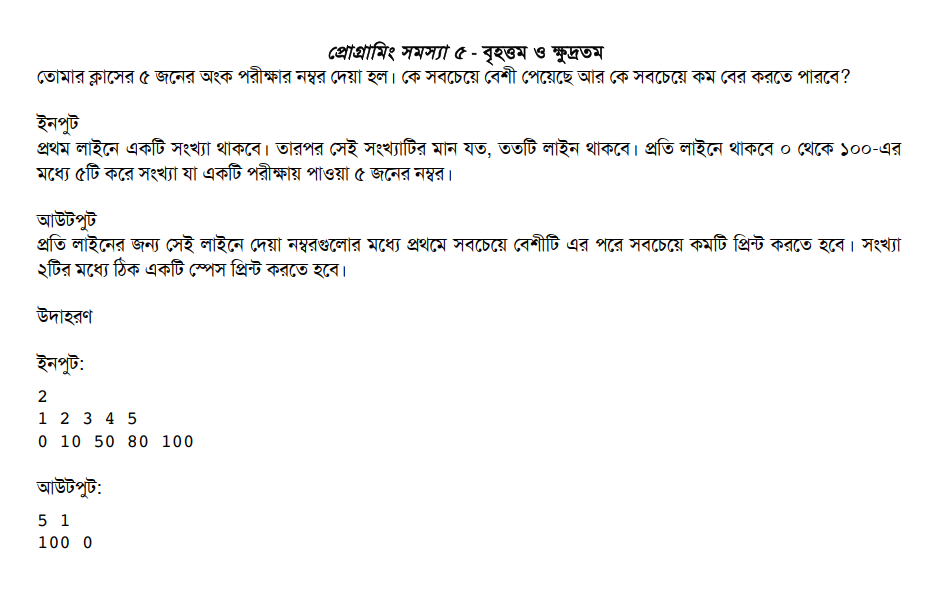 প্রোগ্রামিং সমস্যা ৫ - বৃহত্তম ও ক্ষুদ্রতম
তোমার ক্লাসের ৫ জনের অংক পরীক্ষার নম্বর দেয়া হল। কে সবচেয়ে বেশী পেয়েছে আর কে সবচেয়ে কম বের করতে পারবে?
ইনপুট
প্রথম লাইনে একটি সংখ্যা থাকবে। তারপর সেই সংখ্যাটির মান যত, ততটি লাইন থাকবে। প্রতি লাইনে থাকবে ০ থেকে ১০০-এর
মধ্যে ৫টি করে সংখ্যা যা একটি পরীক্ষায় পাওয়া ৫ জনের নম্বর।
আউটপুট
প্রতি লাইনের জন্য সেই লাইনে দেয়া নম্বরগুলোর মধ্যে প্রথমে সবচেয়ে বেশীটি এর পরে সবচেয়ে কমটি প্রিন্ট করতে হবে। সংখ্যা
২টির মধ্যে ঠিক একটি স্পেস প্রিন্ট করতে হবে।
উদাহরণ
ইনপুট:
2
1 2 3 4 5
0 10 50 80 100
আউটপুট:
5 1
100 0